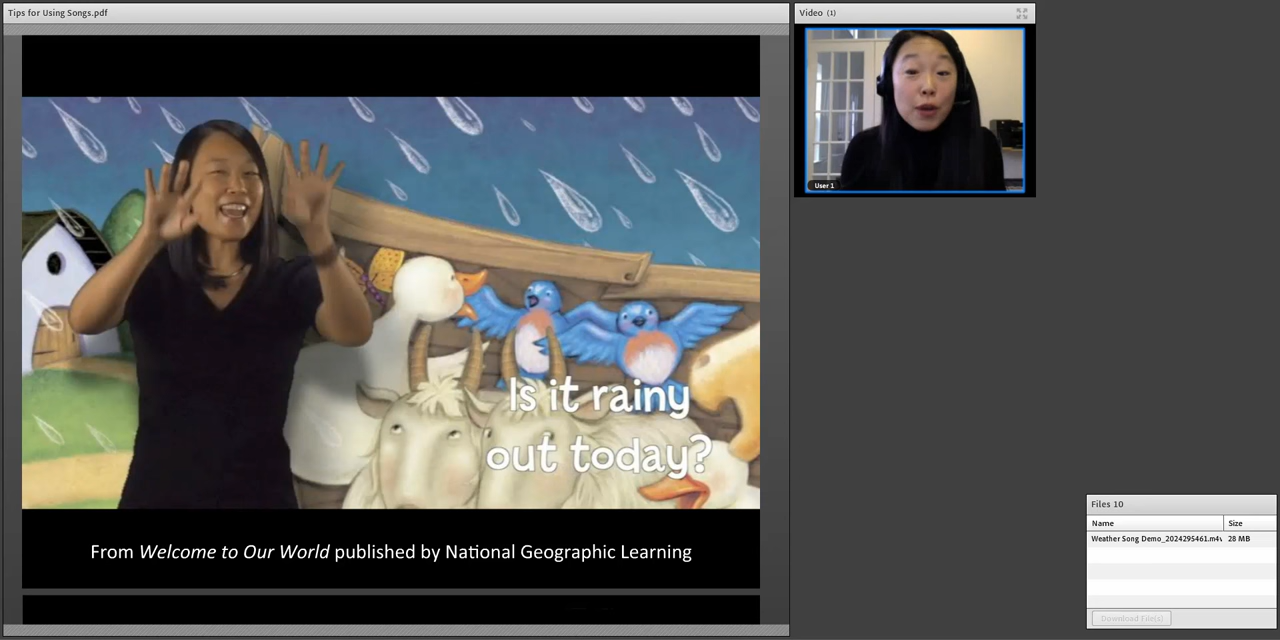 Tips for Using Songs.pdf
Video (1)
User 1
Is it rainy
out today?
From Welcome to Our World published by National Geographic Learning
Files 10
Name Size
Weather Song Demo_2024295461.m4v 28 MB
Download File(s)